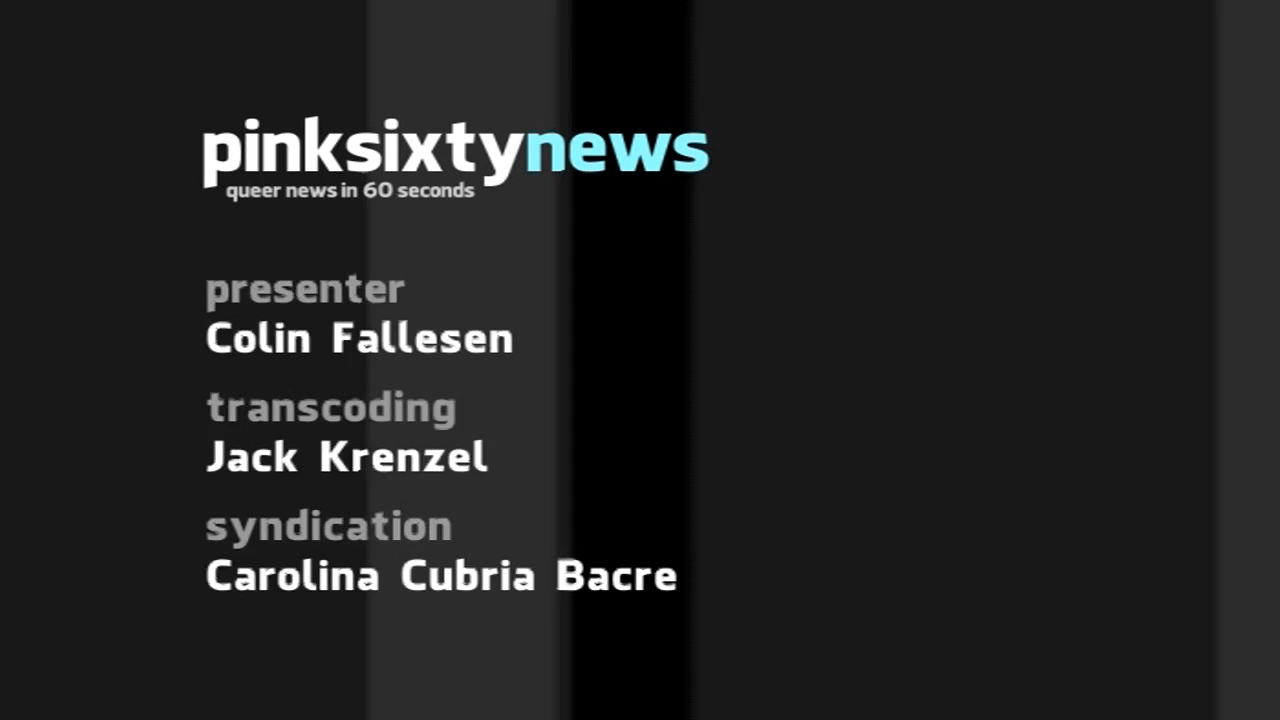 pinksixtynews
queer news in 60 seconds
presenter
Colin Fallesen
transcoding
Jack Krenzel
syndication
Carolina Cubria Bacre